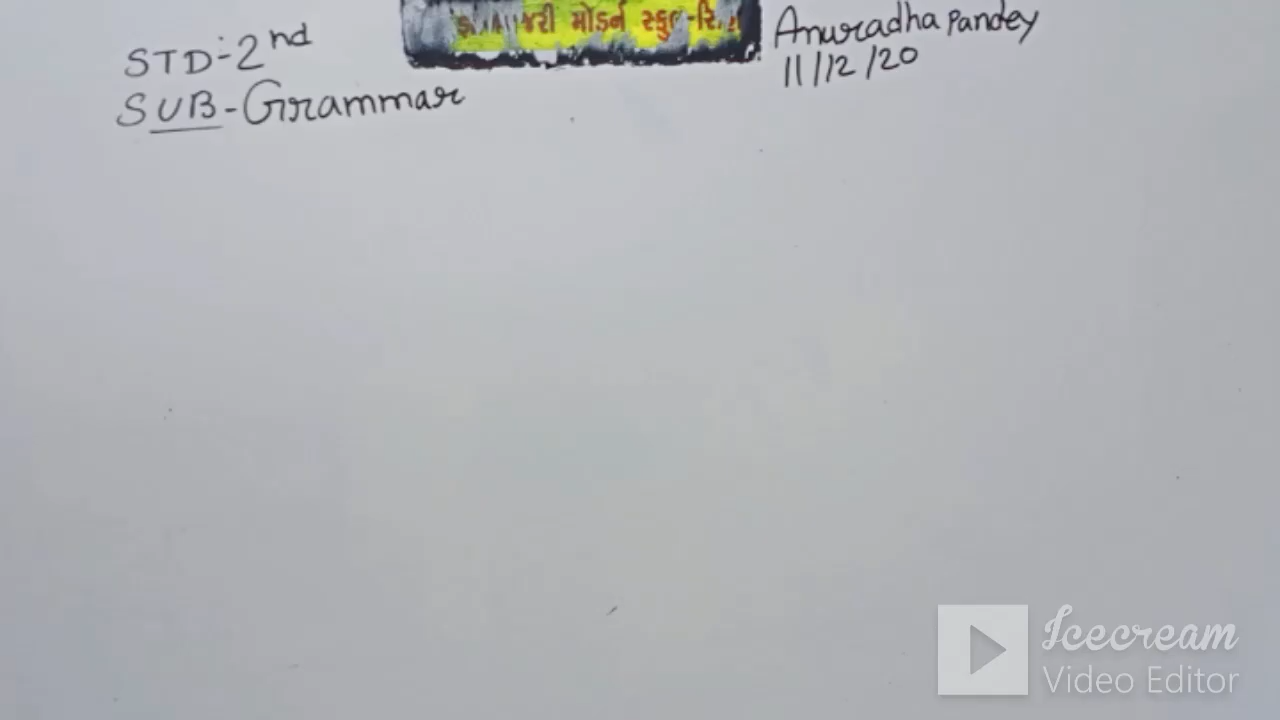 STD:-2nd
SUB-Grammar
મોડર્ન સ્કુલ
Anuradha Pandey
11/12/20
Icecream
Video Editor